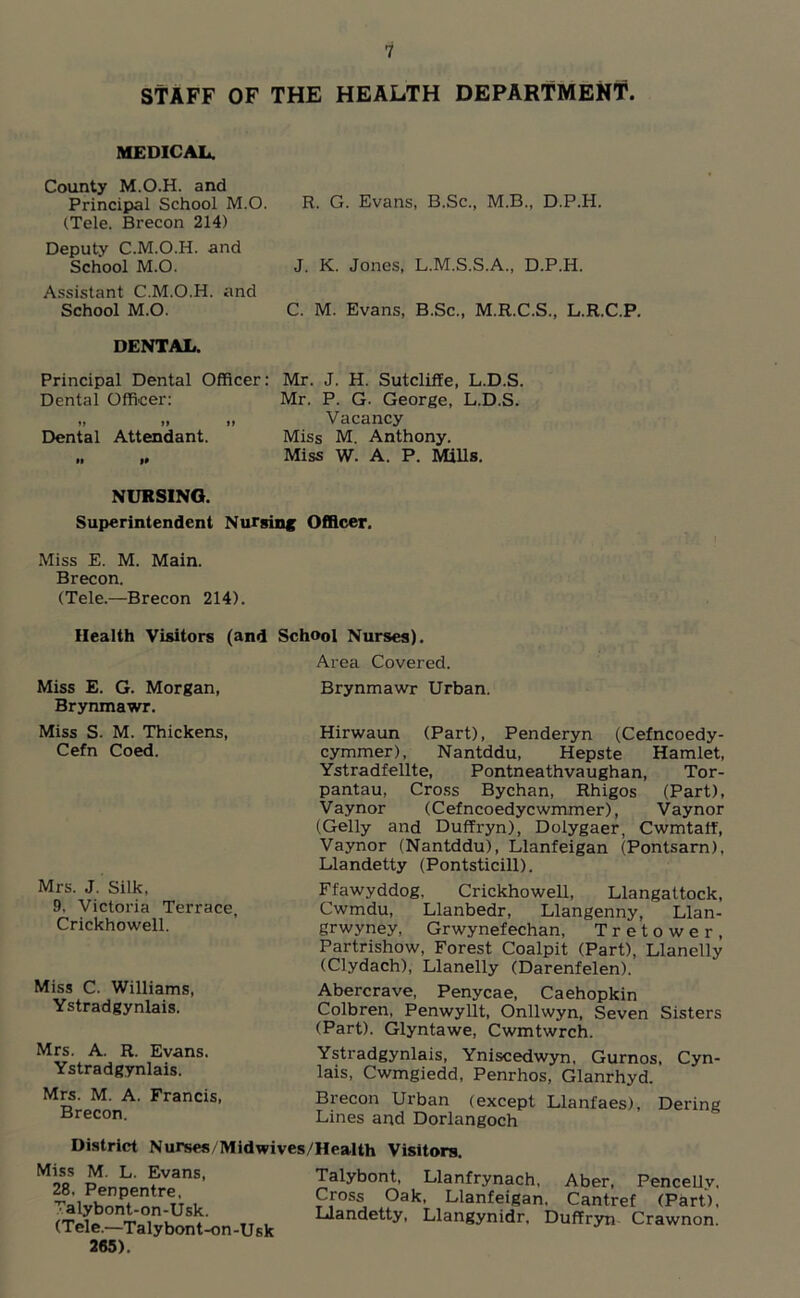 7
STAFF OF THE HEALTH DEPARTMENT.
MEDICAL.
County M.O.H. and
Principal School M.O. R. G. Evans, B.Sc., M.B., D.P.H.
(Tele. Brecon 214)
Deputy C.M.O.H. and
School M.O. J. K. Jones, L.M.S.S.A., D.P.H.
Assistant C.M.O.H. and
School M.O. C. M. Evans, B.Sc., M.R.C.S., L.R.C.P.
DENTAL.
Principal Dental Officer: Mr. J. H. Sutcliffe, L.D.S.
Dental Officer: Mr. P. G. George, L.D.S.
„ „ „ Vacancy
Dental Attendant. Miss M. Anthony.
„ „ Miss W. A. P. Mills.
NURSING.
Superintendent Nursing Officer.
Miss E. M. Main.
Brecon.
(Tele.—Brecon 214).
Health Visitors (and School Nurses).
Area Covered.
Miss E. G. Morgan, Brynmawr Urban.
Brynmawr.
Miss S. M. Thickens, Hirwaun (Part), Penderyn (Cefncoedy-
Cefn Coed. cymmer), Nantddu, Hepste Hamlet,
Ystradfellte, Pontneathvaughan, Tor-
pantau, Cross Bychan, Rhigos (Part),
Vaynor (Cefncoedycwmmer), Vaynor
(Gelly and Duffryn), Dolygaer, Cwmtaff,
Vaynor (Nantddu), Llanfeigan (Pontsarn),
Llandetty (Pontsticill).
Mrs. J. Silk, Ffawyddog, Crickhowell, Llangattock,
9, Victoria Terrace, Cwmdu, Llanbedr, Llangenny, Llan-
Crickhowell. grwyney, Grwynefechan, Tretower,
Partrishow, Forest Coalpit (Part), Llanelly
(Clydach), Llanelly (Darenfelen).
Miss C. Williams, Abercrave, Penycae, Caehopkin
Ystradgynlais. Colbren, Penwyllt, Onllwyn, Seven Sisters
(Part). Glyntawe, Cwmtwrch.
Mrs. A. R. Evans. Ystradgynlais, Yniscedwyn, Gurnos, Cyn-
Ystradgynlais. lais, Cwmgiedd, Penrhos, Glanrhyd.
Mrs. M. A. Francis, Brecon Urban (except Llanfaes), Dering
Brecon. Lines and Dorlangoch
District Nurses/Midwives/Health Visitors.
Miss M. L. Evans, Talybont, Llanfrynach, Aber, Pencelly,
28, Penpentre, Cross Oak, Llanfeigan, Cantref (Part),
Talybont-on-Usk. Llandetty, Llangynidr, Duffryn Crawnon.
(Tele.—Talybont-on-Usk
265).